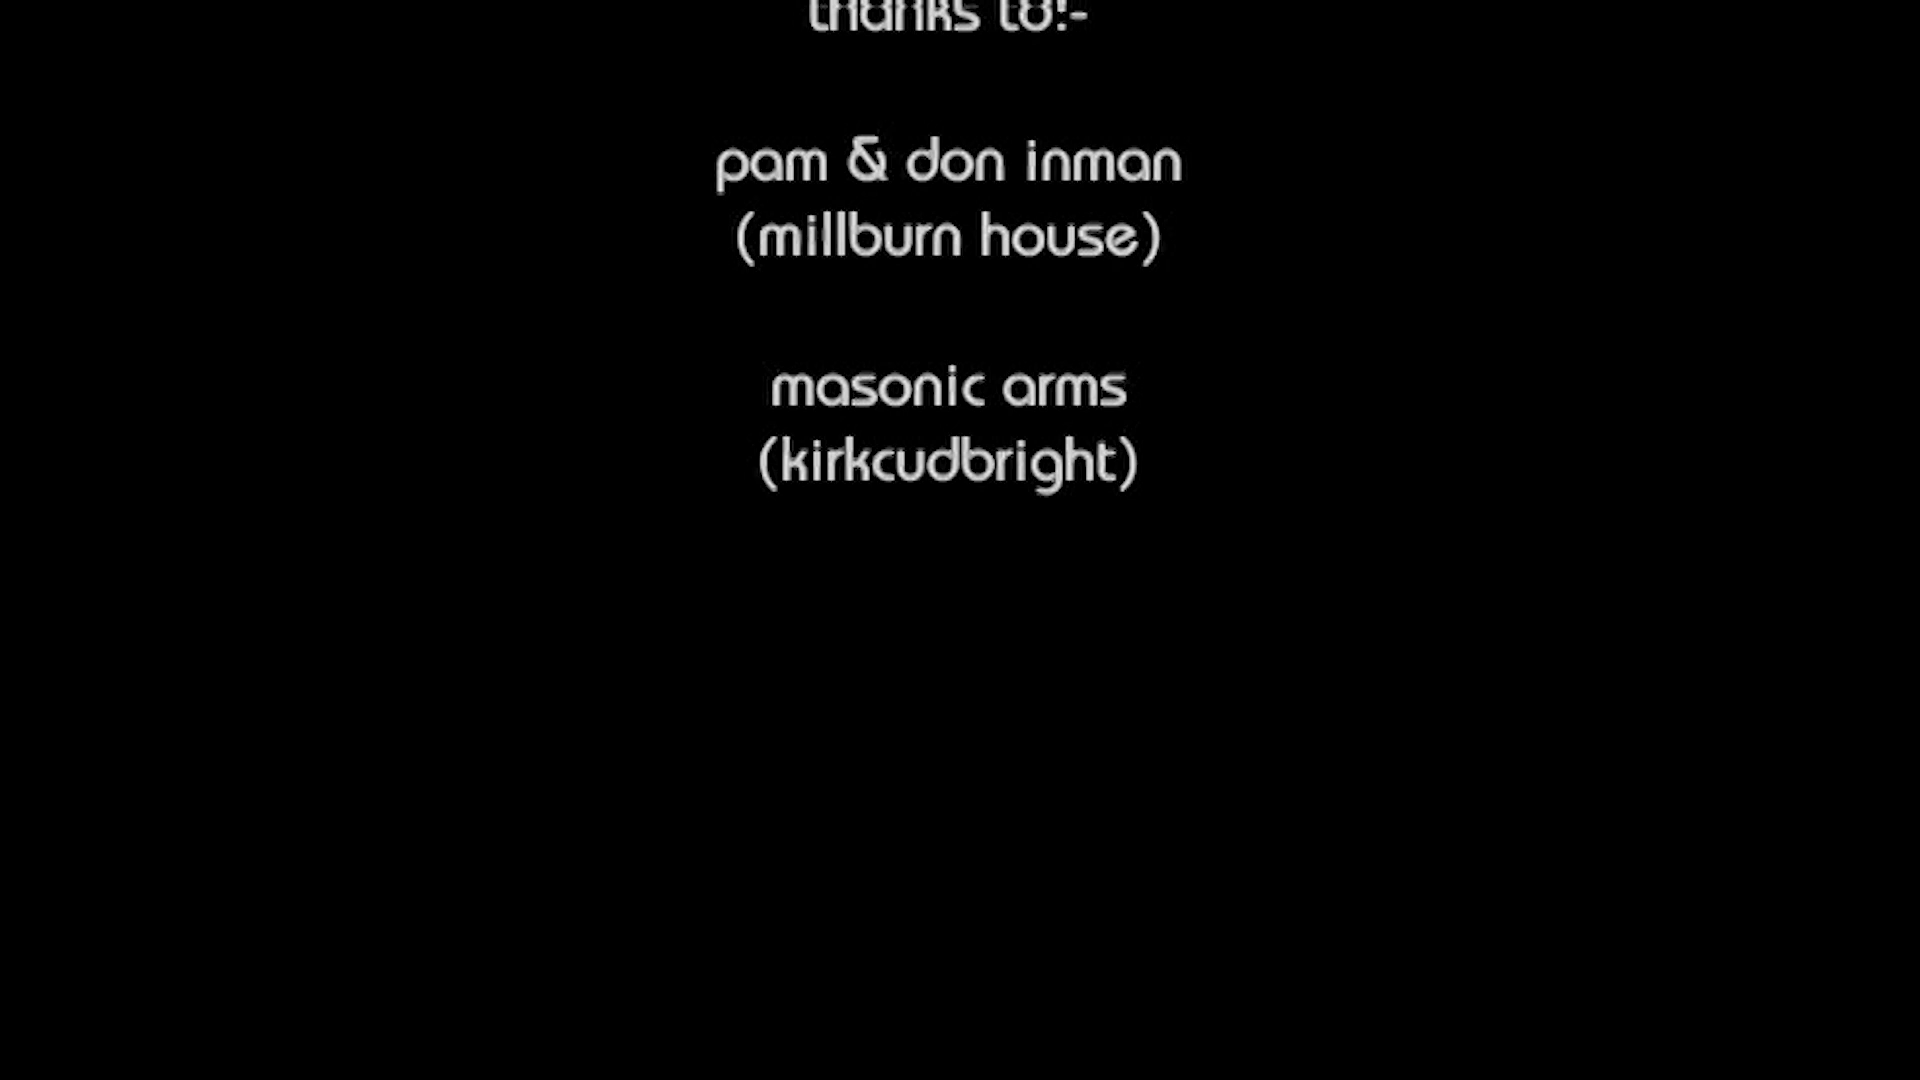 thanks to:-
pam & don inman
(millburn house)
masonic arms
(kirkcudbright)